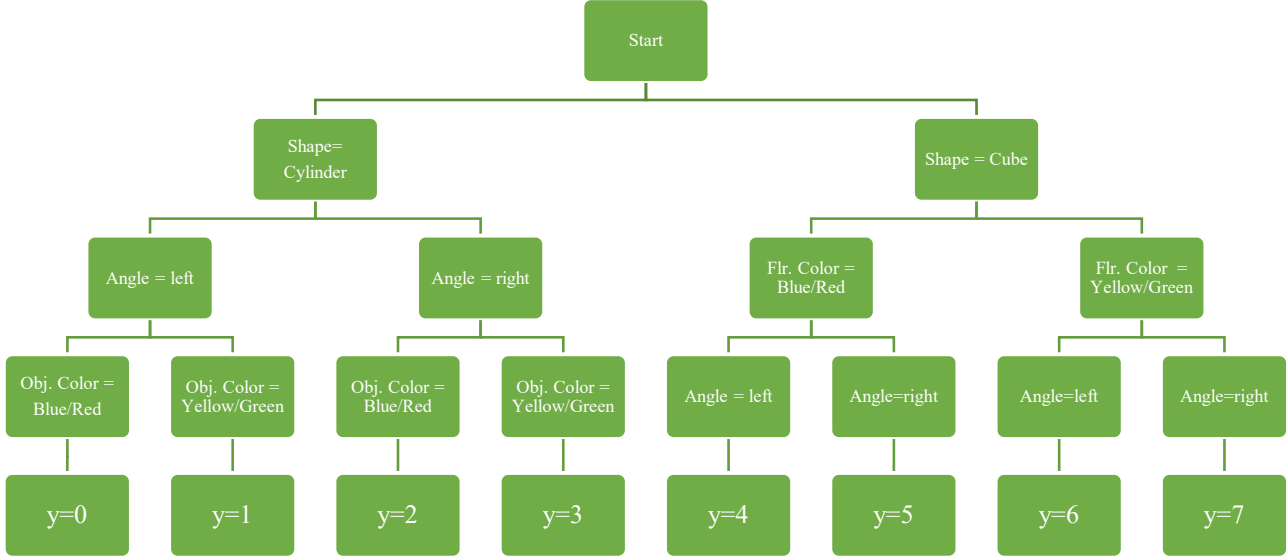 Start
Shape=
Cylinder
Shape = Cube
Angle = left
Angle = right
Flr. Color =
Blue/Red
Flr. Color  =
Yellow/Green
Obj. Color =
Blue/Red
Obj. Color =
Yellow/Green
Obj. Color =
Blue/Red
Obj. Color =
Yellow/Green
Angle = left
Angle=right
Angle=left
Angle=right
y=0
y=1
y=2
y=3
y=4
y=5
y=6
y=7